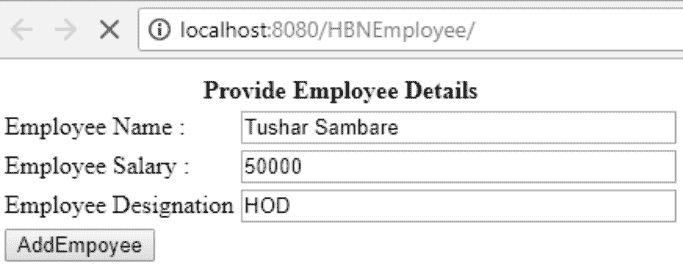 localhost:8080/HBNEmployee/
Provide Employee Details
Employee Name : Tushar Sambare
Employee Salary : 50000
Employee Designation HOD
AddEmpoyee